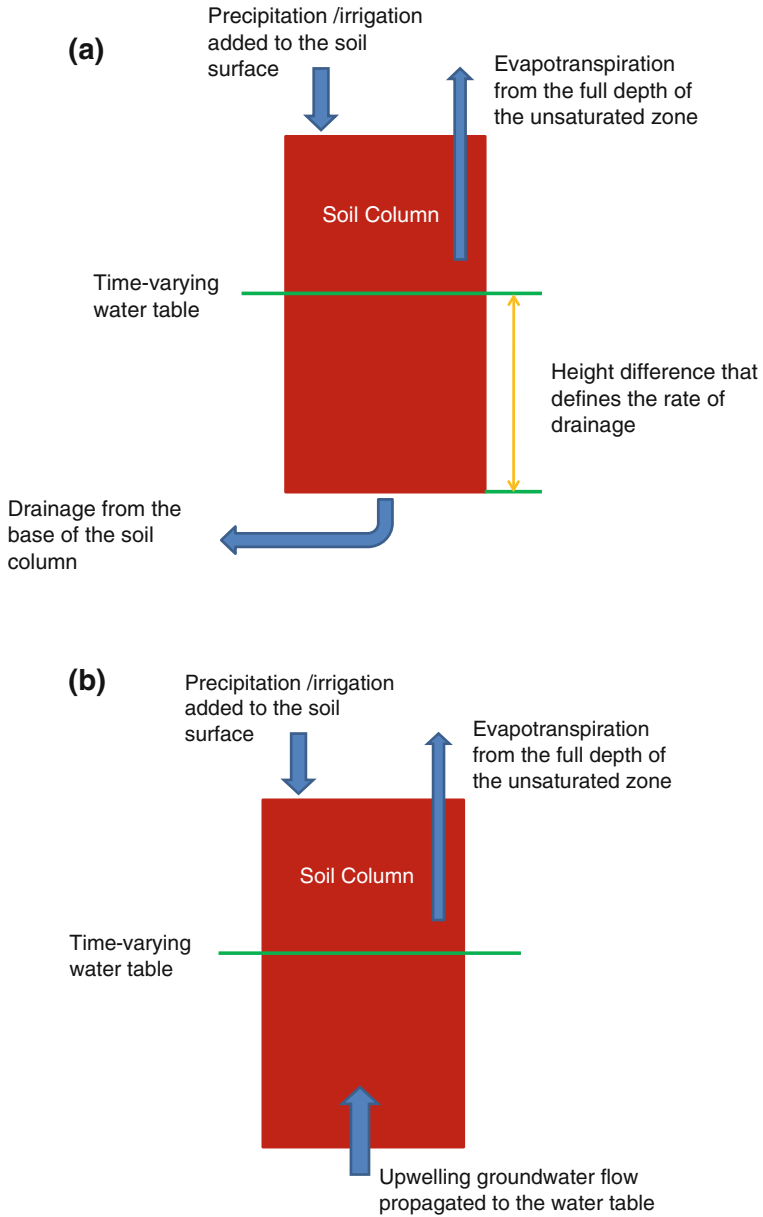 (a)
Precipitation /irrigation
added to the soil
surface
Evapotranspiration
from the full depth of
the unsaturated zone
Soil Column
Time-varying
water table
Height difference that
defines the rate of
drainage
Drainage from the
base of the soil
column
(b)
Precipitation /irrigation
added to the soil
surface
Evapotranspiration
from the full depth of
the unsaturated zone
Soil Column
Time-varying
water table
Upwelling groundwater flow
propagated to the water table